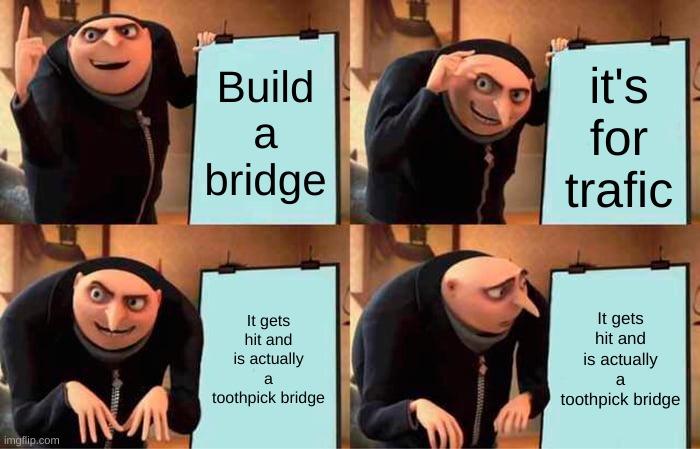 Build
a
bridge
it's
for
trafic
It gets
hit and
is actually
a
toothpick bridge
It gets
hit and
is actually
a
toothpick bridge
imgflip.com